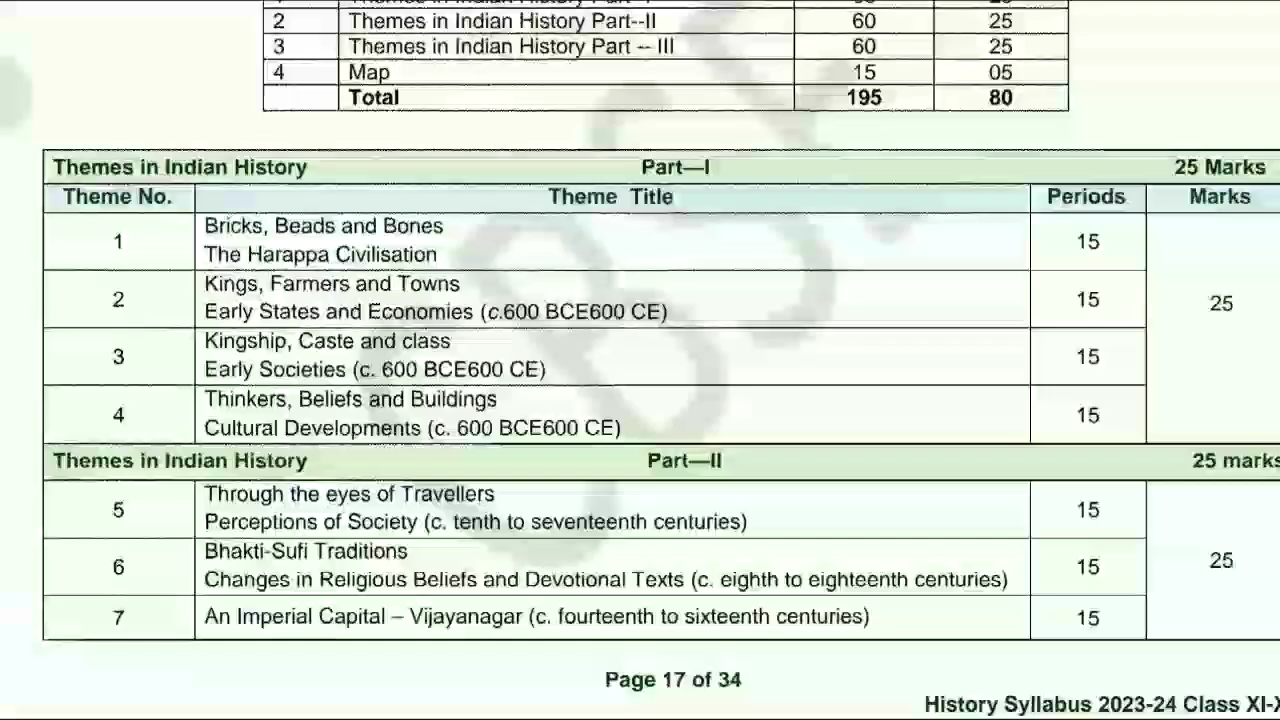 2 Themes in Indian History Part--II 60 25
3 Themes in Indian History Part -- III 60 25
4 Map 15 05
Total 195 80
Themes in Indian History Part—I 25 Marks
Theme No. Theme Title Periods Marks
1 Bricks, Beads and Bones
The Harappa Civilisation 15
2 Kings, Farmers and Towns
Early States and Economies (c.600 BCE600 CE) 15
25
3 Kingship, Caste and class
Early Societies (c. 600 BCE600 CE) 15
4 Thinkers, Beliefs and Buildings
Cultural Developments (c. 600 BCE600 CE) 15
Themes in Indian History Part—II 25 marks
5 Through the eyes of Travellers
Perceptions of Society (c. tenth to seventeenth centuries) 15
6 Bhakti-Sufi Traditions
Changes in Religious Beliefs and Devotional Texts (c. eighth to eighteenth centuries) 15
25
7 An Imperial Capital – Vijayanagar (c. fourteenth to sixteenth centuries) 15
Page 17 of 34
History Syllabus 2023-24 Class XI-X